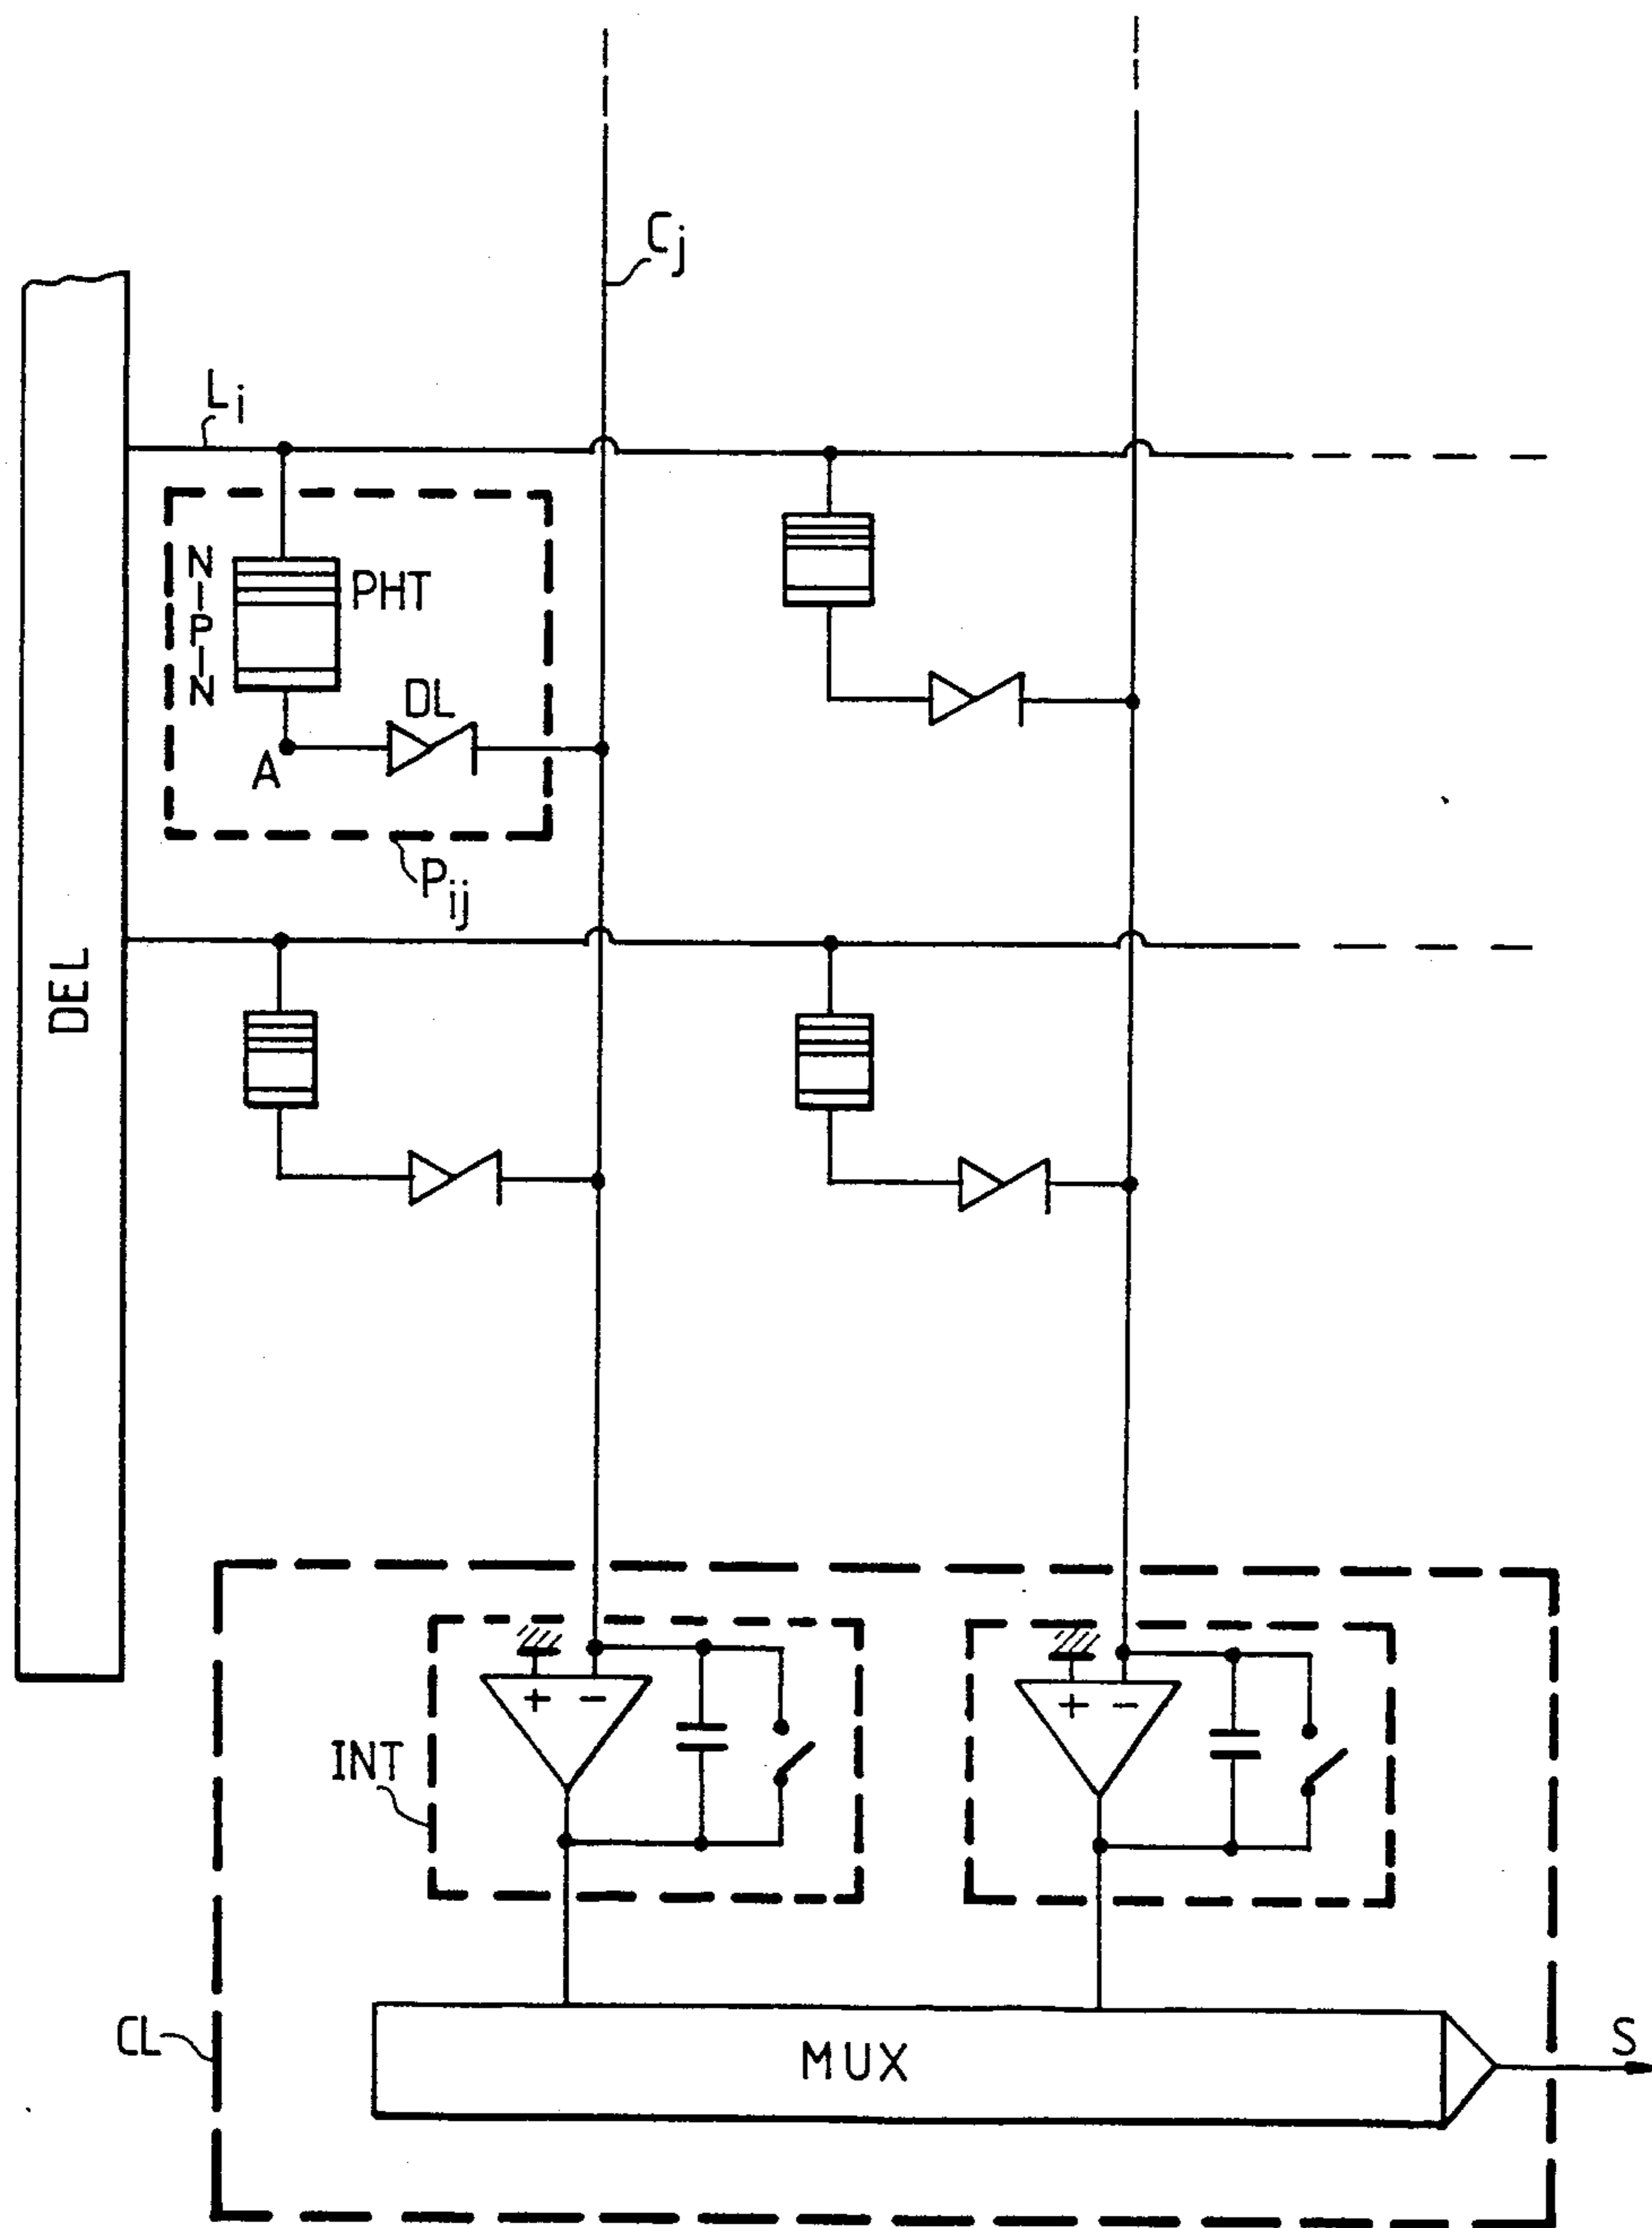 Cj
Li
N
I
P
I
N
PHT
DL
A
Pij
DEL
+ -
+ -
INT
CL
MUX
S